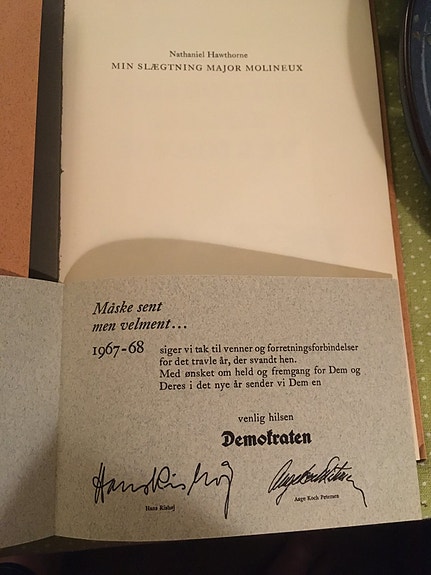 Nathaniel Hawthorne
MIN SLÆGTNING MAJOR MOLINEUX
Måske sent
men velment...
1967-68 siger vi tak til venner og forretningsforbindelser
for det travle år, der svandt hen.
Med ønsket om held og fremgang for Dem og
Deres i det nye år sender vi Dem en
venlig hilsen
Demokraten
Hans Rishøj
Aage Koch Petersen